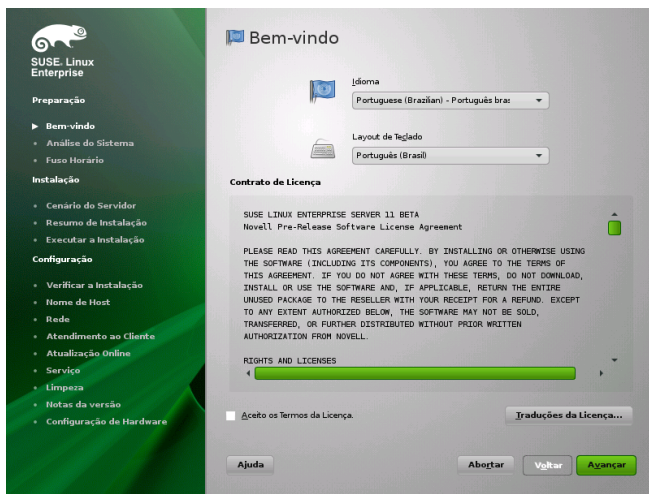 SUSE. Linux
Enterprise
Preparação
Bem-vindo
Análise do Sistema
Fuso Horário
Instalação
Cenário do Servidor
Resumo de Instalação
Executar a Instalação
Configuração
Verificar a Instalação
Nome de Host
Rede
Atendimento ao Cliente
Atualização Online
Serviço
Limpeza
Notas da versão
Configuração de Hardware
Bem-vindo
Idioma
Portuguese (Brazilian) - Português bras
Layout de Teclado
Português (Brasil)
Contrato de Licença
SUSE LINUX ENTERPRISE SERVER 11 BETA
Novell Pre-Release Software License Agreement
PLEASE READ THIS AGREEMENT CAREFULLY. BY INSTALLING OR OTHERWISE USING
THE SOFTWARE (INCLUDING ITS COMPONENTS), YOU AGREE TO THE TERMS OF
THIS AGREEMENT. IF YOU DO NOT AGREE WITH THESE TERMS, DO NOT DOWNLOAD,
INSTALL OR USE THE SOFTWARE AND, IF APPLICABLE, RETURN THE ENTIRE
UNUSED PACKAGE TO THE RESELLER WITH YOUR RECEIPT FOR A REFUND. EXCEPT
TO ANY EXTENT AUTHORIZED BELOW, THE SOFTWARE MAY NOT BE SOLD,
TRANSFERRED, OR FURTHER DISTRIBUTED WITHOUT PRIOR WRITTEN
AUTHORIZATION FROM NOVELL.
RIGHTS AND LICENSES
Aceito os Termos da Licença.
Traduções da Licença...
Ajuda
Abortar
Voltar
Avançar